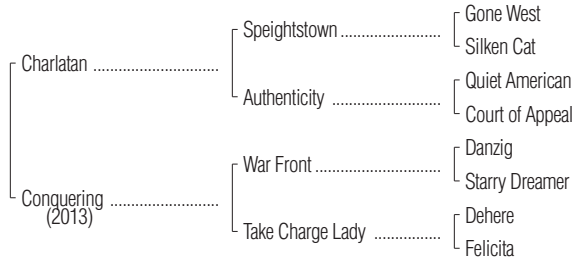 Gone West
Speightstown
Silken Cat
Charlatan
Quiet American
Authenticity
Court of Appeal
Danzig
War Front
Starry Dreamer
Conquering
(2013)
Dehere
Take Charge Lady
Felicita